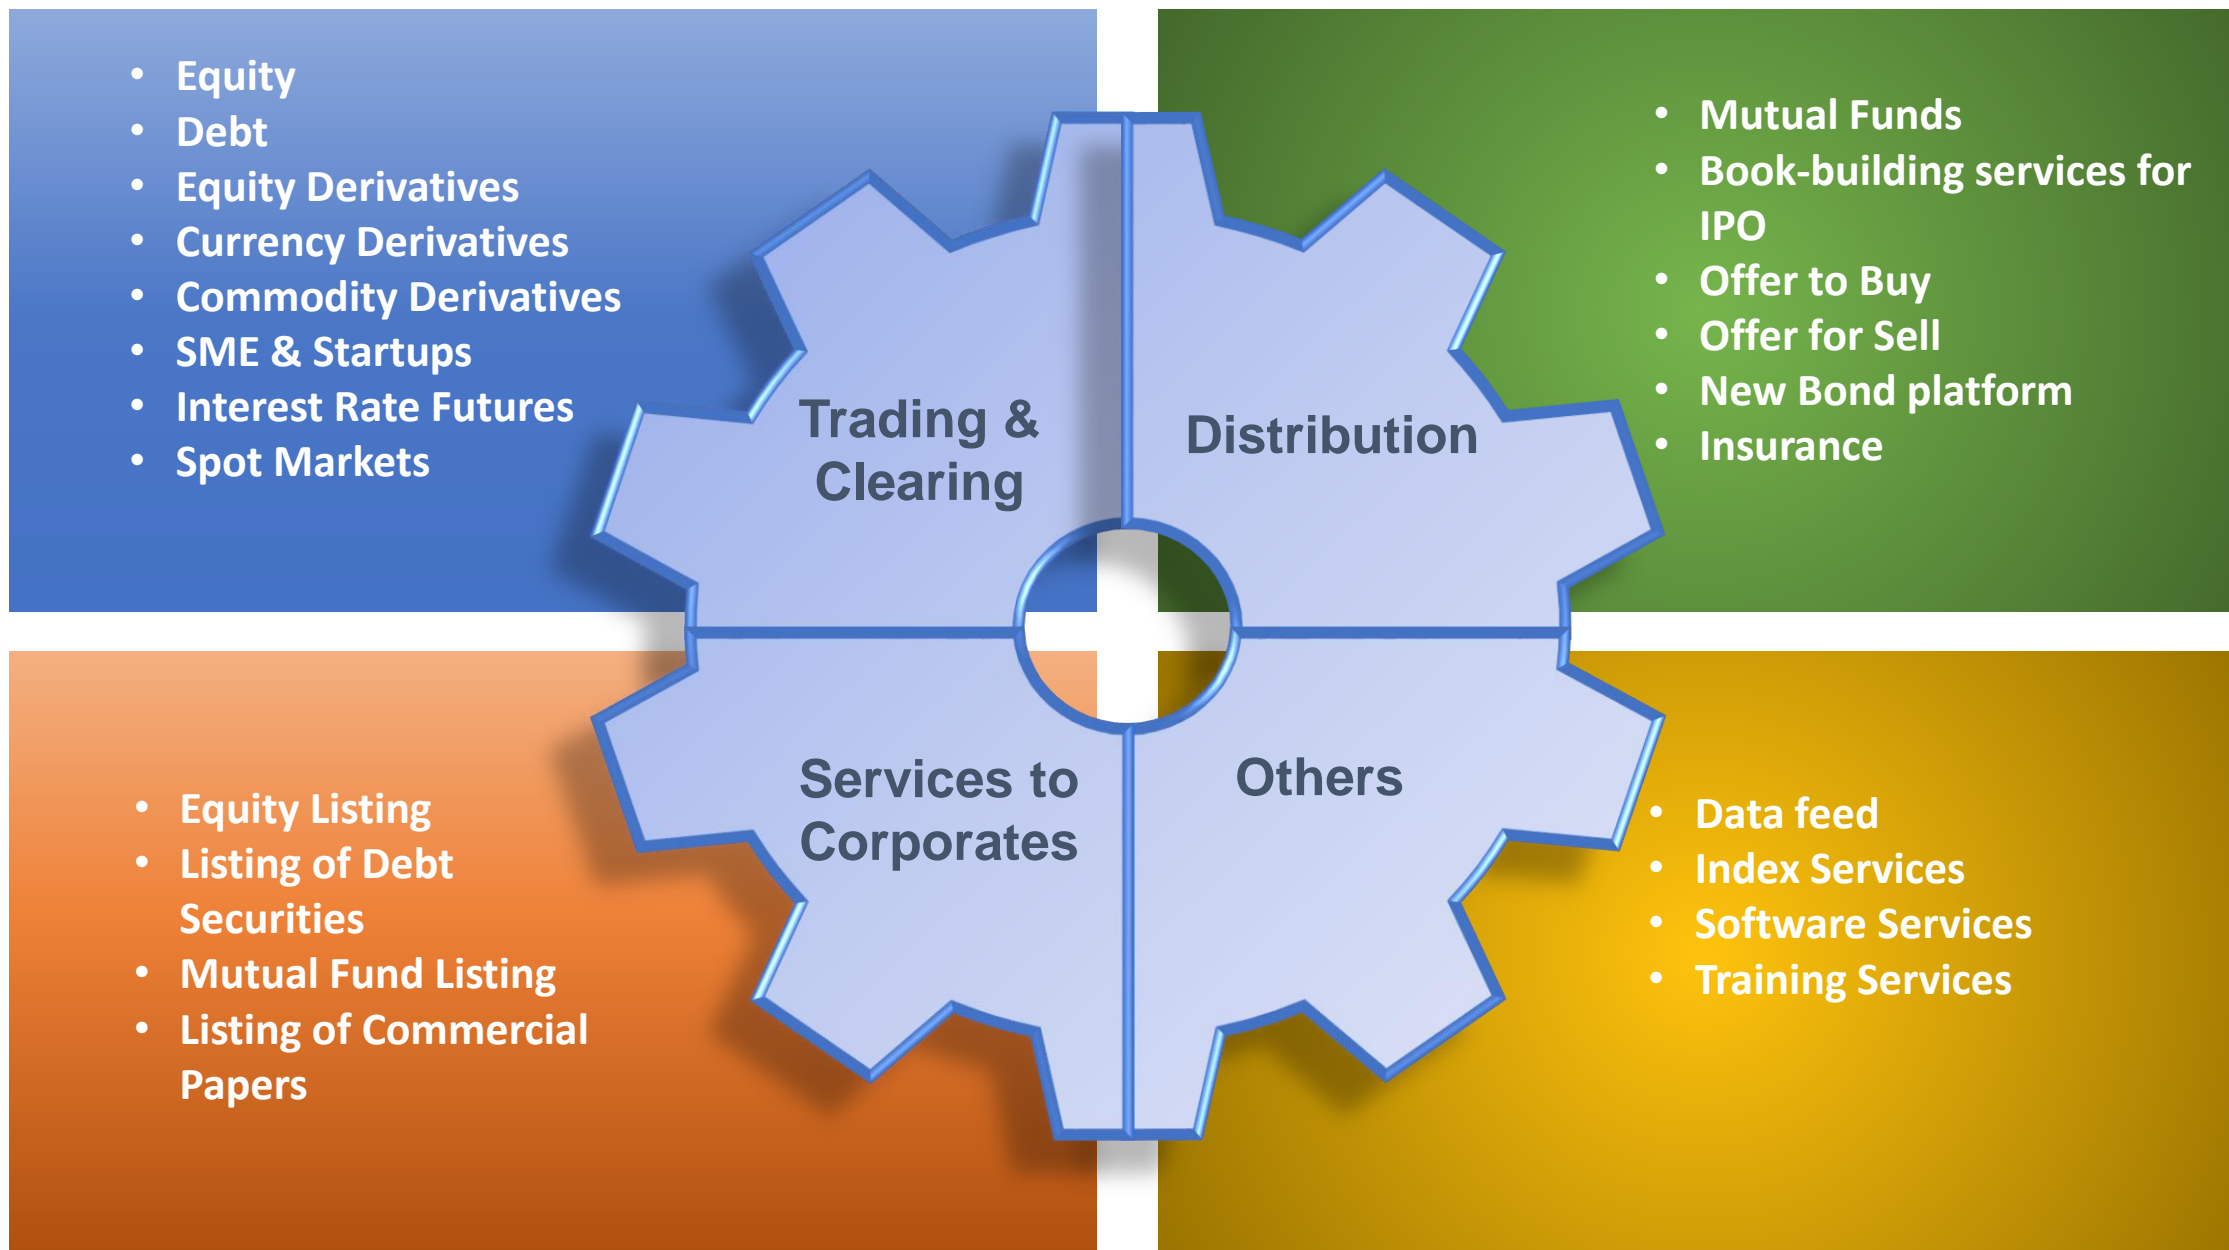 • Equity
• Debt
• Equity Derivatives
• Currency Derivatives
• Commodity Derivatives
• SME & Startups
• Interest Rate Futures
• Spot Markets
• Mutual Funds
• Book-building services for
IPO
• Offer to Buy
• Offer for Sell
• New Bond platform
• Insurance
Trading &
Clearing
Distribution
Services to
Corporates
Others
• Equity Listing
• Listing of Debt
Securities
• Mutual Fund Listing
• Listing of Commercial
Papers
• Data feed
• Index Services
• Software Services
• Training Services